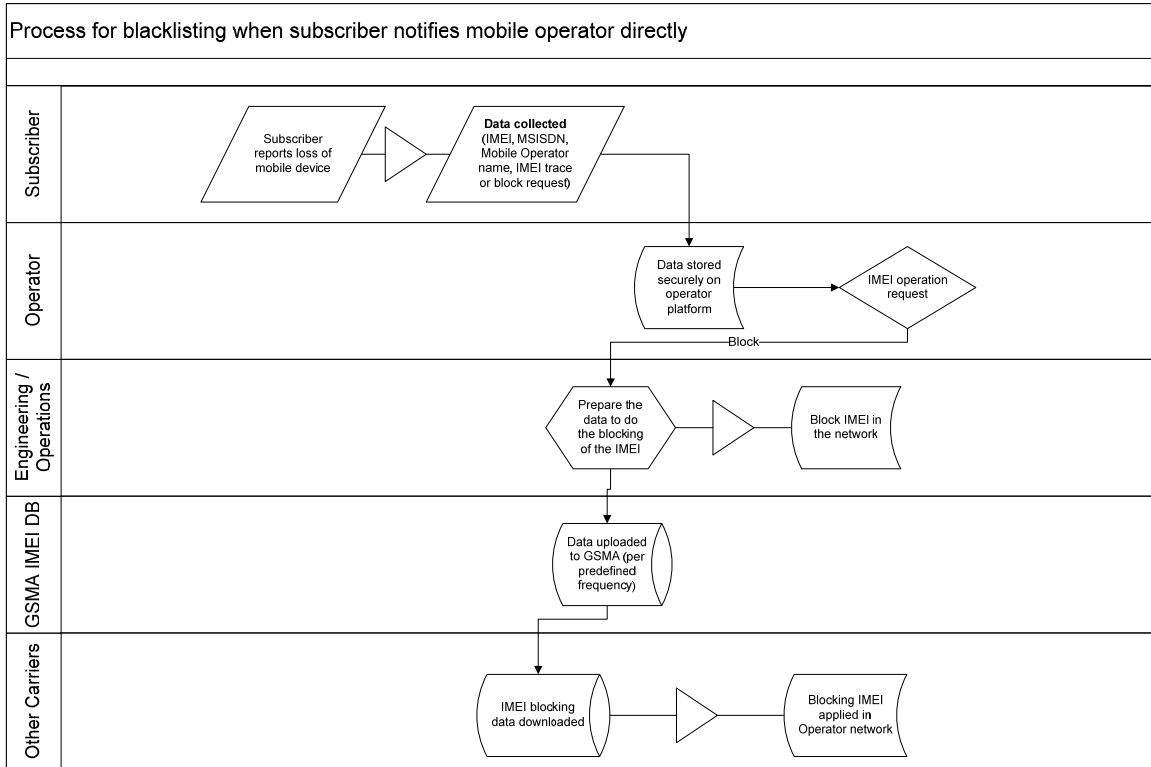 Process for blacklisting when subscriber notifies mobile operator directly
Subscriber
Subscriber
reports loss of
mobile device
Data collected
(IMEI, MSISDN,
Mobile Operator
name, IMEI trace
or block request)
Operator
Data stored
securely on
operator
platform
IMEI operation
request
Block
Engineering /
Operations
Prepare the
data to do
the blocking
of the IMEI
Block IMEI in
the network
GSMA IMEI DB
Data uploaded
to GSMA (per
predefined
frequency)
Other Carriers
IMEI blocking
data downloaded
Blocking IMEI
applied in
Operator network